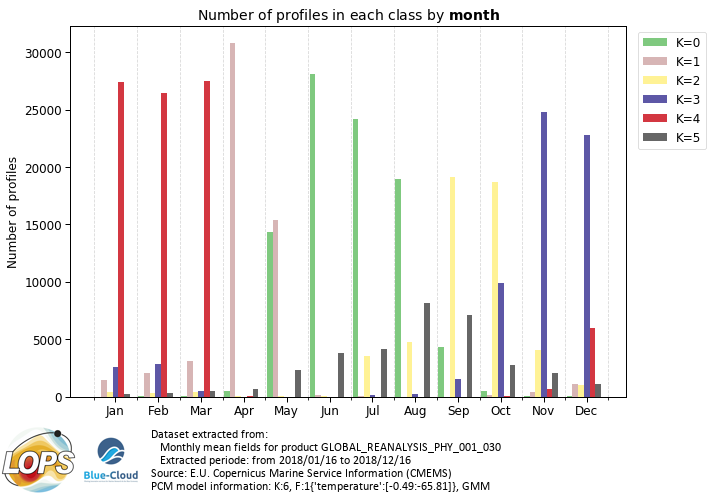 Number of profiles in each class by month
Number of profiles
30000
25000
20000
15000
10000
5000
0
Jan Feb Mar Apr May Jun Jul Aug Sep Oct Nov Dec
K=0
K=1
K=2
K=3
K=4
K=5
LOPS
Blue-Cloud
Dataset extracted from:
Monthly mean fields for product GLOBAL_REANALYSIS_PHY_001_030
Extracted periode: from 2018/01/16 to 2018/12/16
Source: E.U. Copernicus Marine Service Information (CMEMS)
PCM model information: K:6, F:1{'temperature':[-0.49:-65.81]}, GMM